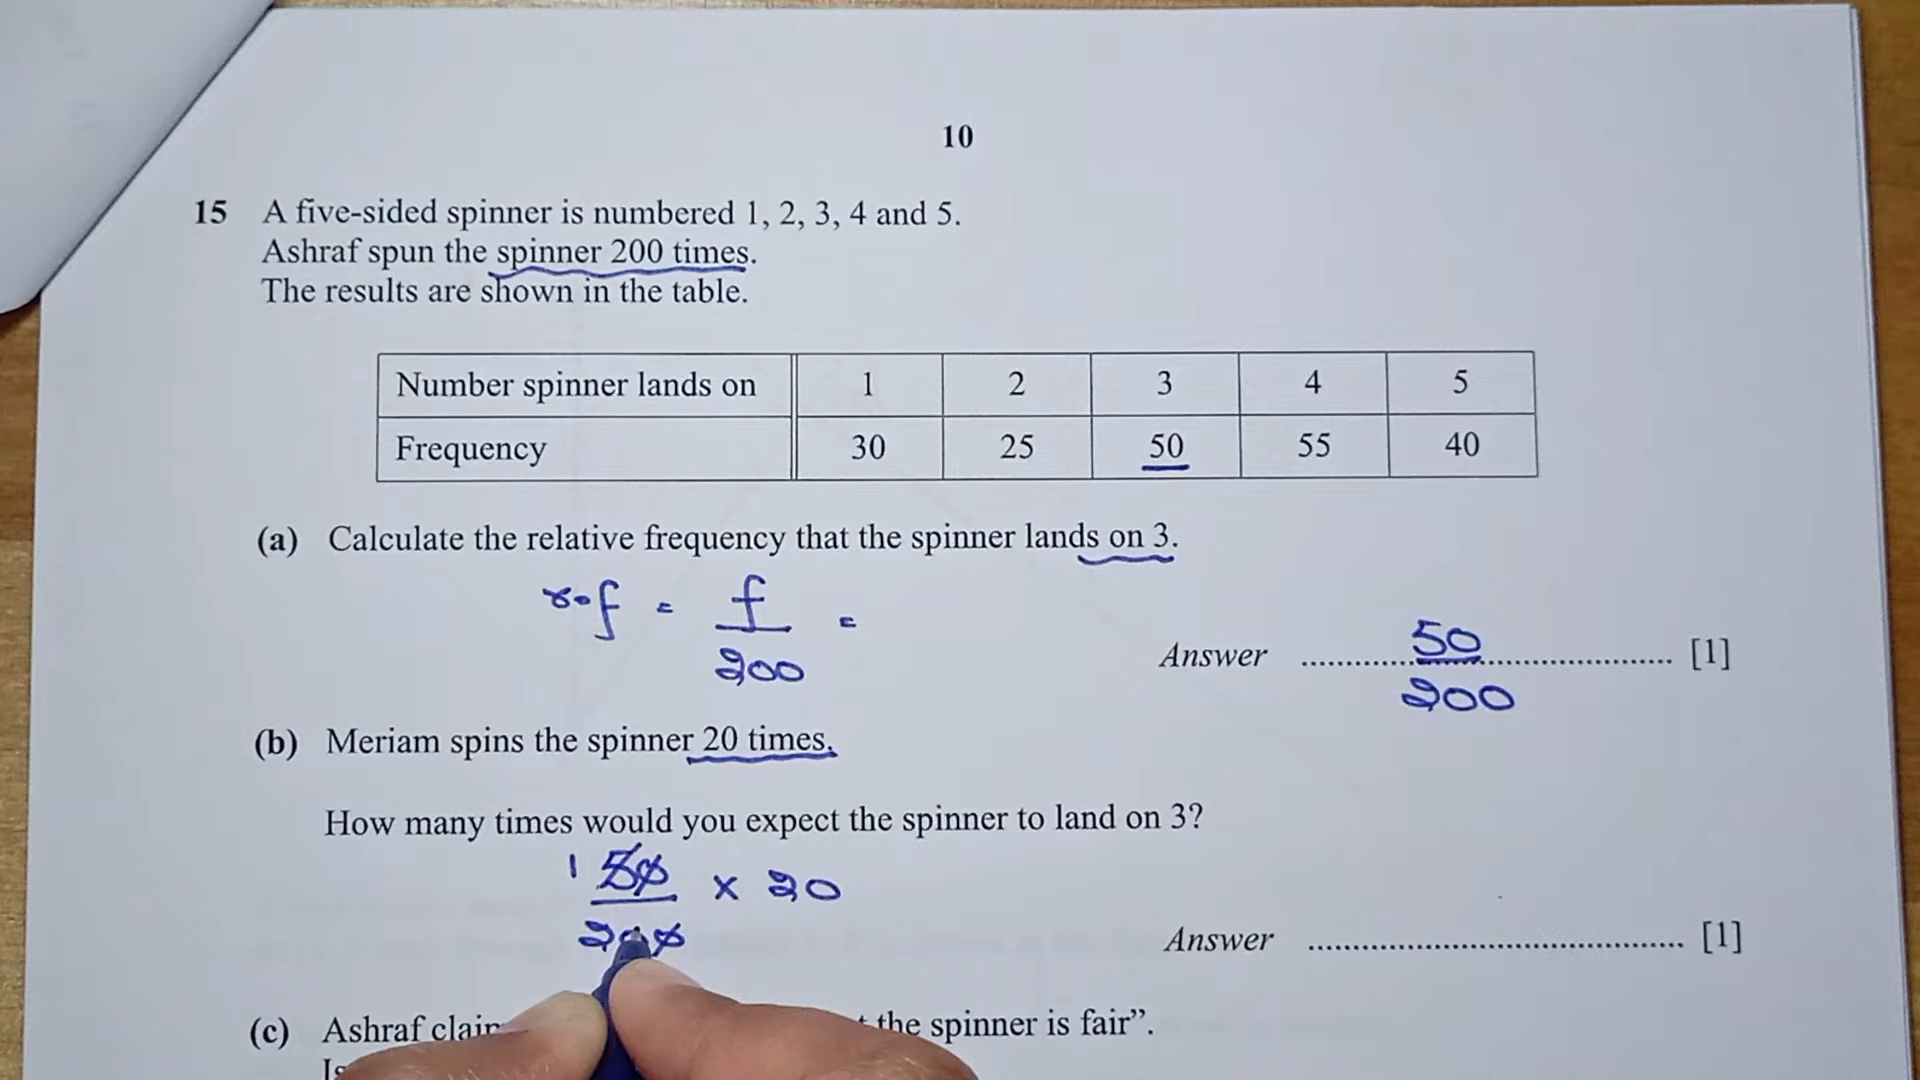 10
15 A five-sided spinner is numbered 1, 2, 3, 4 and 5.
Ashraf spun the spinner 200 times.
The results are shown in the table.
Number spinner lands on 1 2 3 4 5
Frequency 30 25 50 55 40
(a) Calculate the relative frequency that the spinner lands on 3.
r.f = f / 200 =
Answer 50 / 200 [1]
(b) Meriam spins the spinner 20 times.
How many times would you expect the spinner to land on 3?
1 50 / 200 × 20
Answer [1]
(c) Ashraf the spinner is fair”.